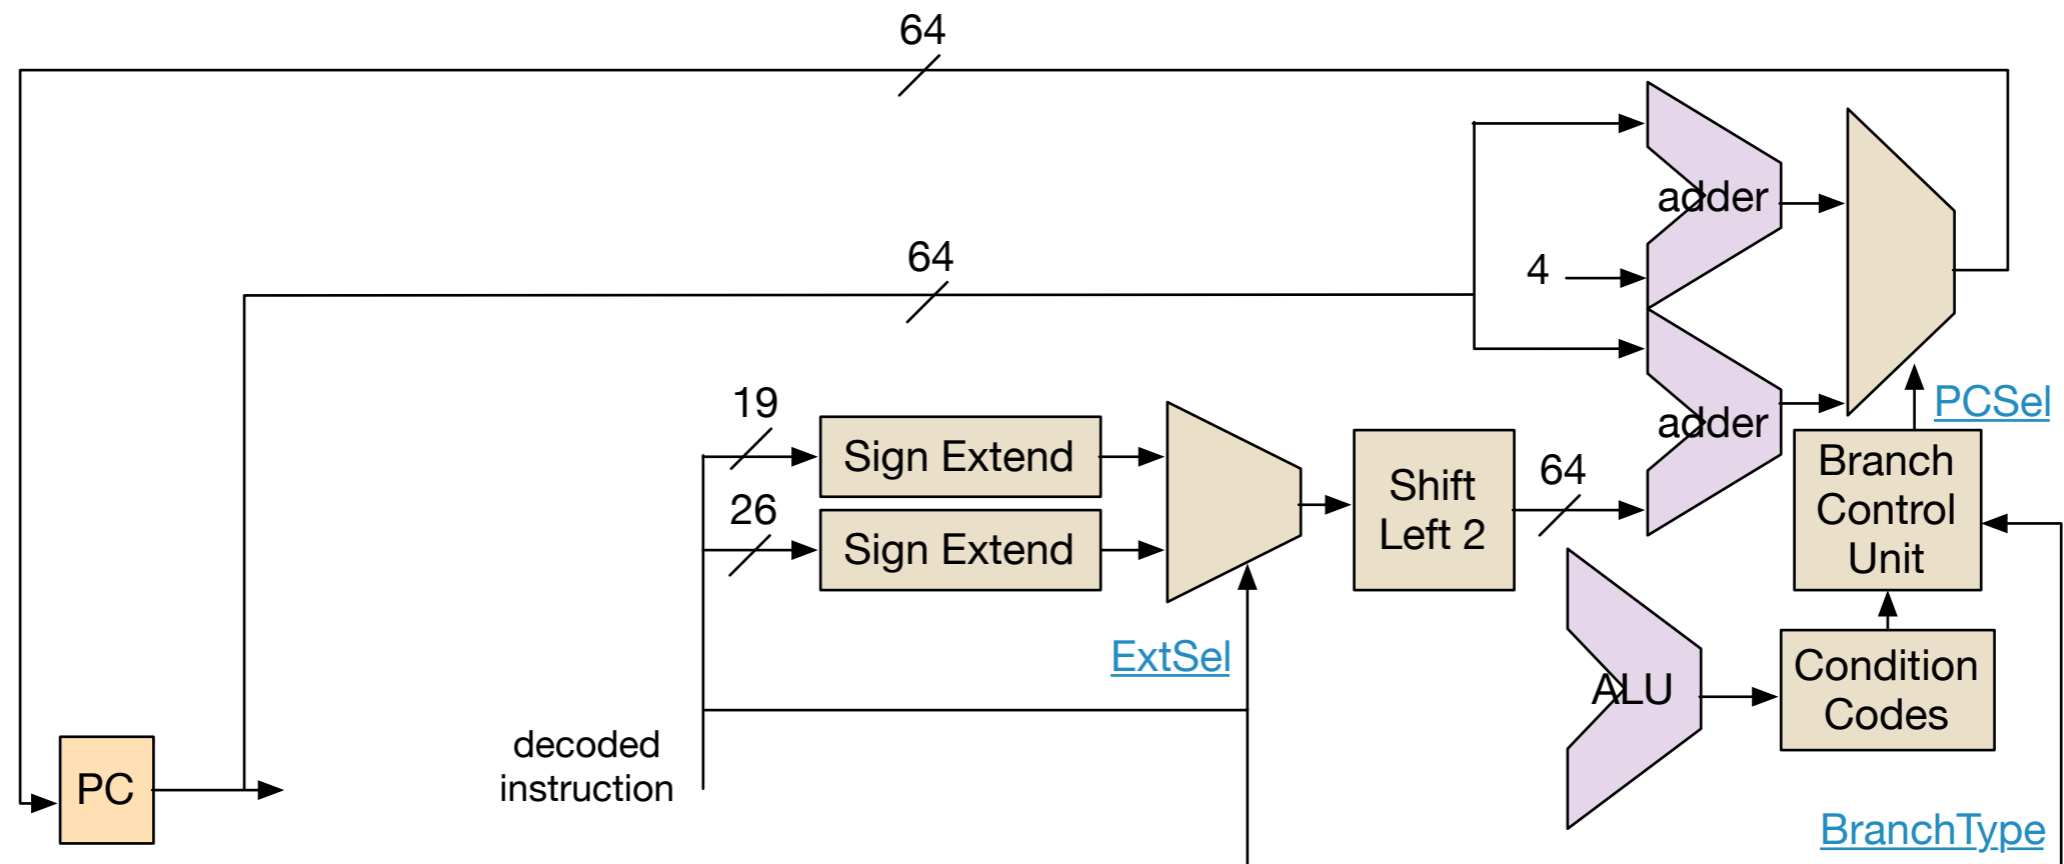 64
adder
64
4
19
Sign Extend
PCSel
adder
Branch
Control
Unit
Shift
Left 2
64
26
Sign Extend
ExtSel
ALU
Condition
Codes
decoded
instruction
PC
BranchType